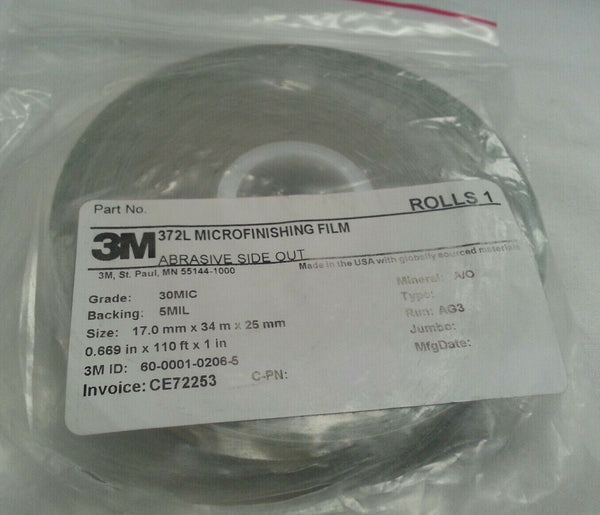 Part No.
ROLLS 1
3M 372L MICROFINISHING FILM
ABRASIVE SIDE OUT
3M, St. Paul, MN 55144-1000
Made in the USA with globally sourced materials
Grade: 30MIC
Mineral: A/O
Backing: 5MIL
Type:
Size: 17.0 mm x 34 m x 25 mm
Run: AG3
0.669 in x 110 ft x 1 in
Jumbo:
3M ID: 60-0001-0206-5
MfgDate:
Invoice: CE72253
C-PN: